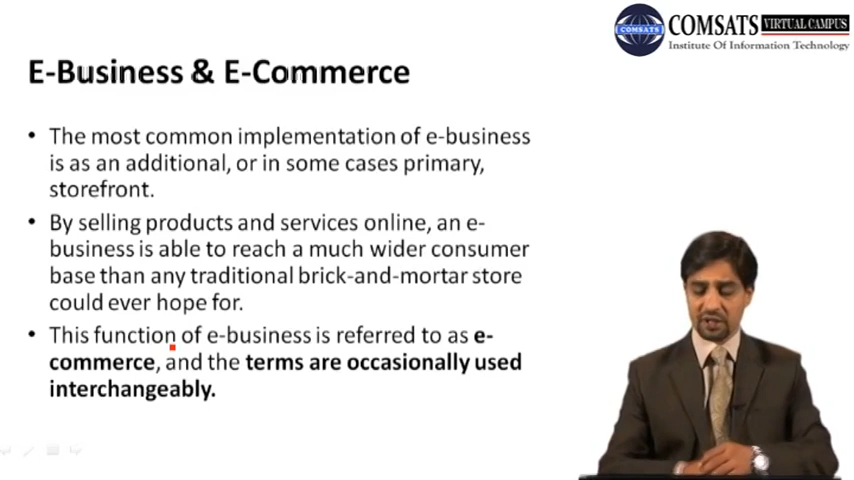 COMSATS
COMSATS VIRTUAL CAMPUS
Institute Of Information Technology
E-Business & E-Commerce
• The most common implementation of e-business
is as an additional, or in some cases primary,
storefront.
• By selling products and services online, an e-
business is able to reach a much wider consumer
base than any traditional brick-and-mortar store
could ever hope for.
• This function of e-business is referred to as e-
commerce, and the terms are occasionally used
interchangeably.